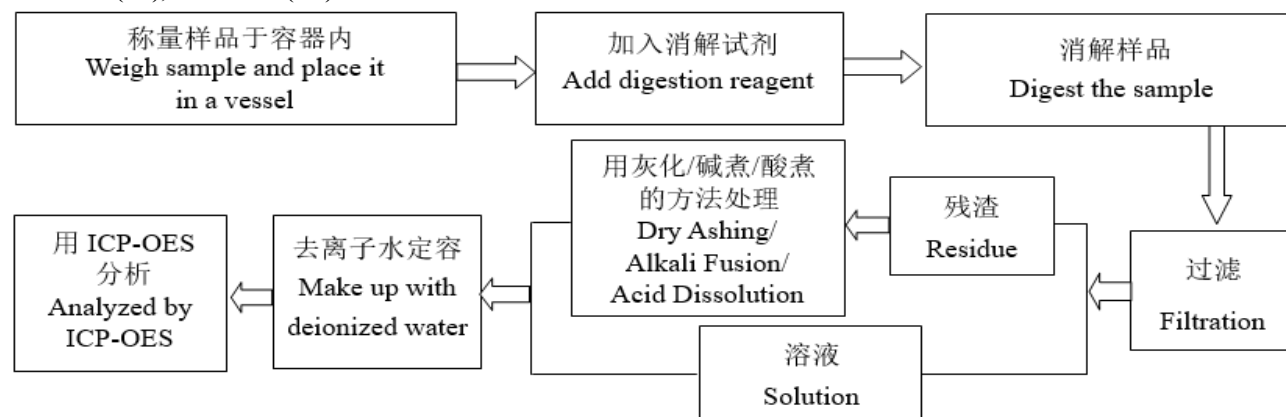 称量样品于容器内
Weigh sample and place it
in a vessel
加入消解试剂
Add digestion reagent
消解样品
Digest the sample
过滤
Filtration
残渣
Residue
用灰化/碱煮/酸煮
的方法处理
Dry Ashing/
Alkali Fusion/
Acid Dissolution
溶液
Solution
去离子水定容
Make up with
deionized water
用 ICP-OES
分析
Analyzed by
ICP-OES